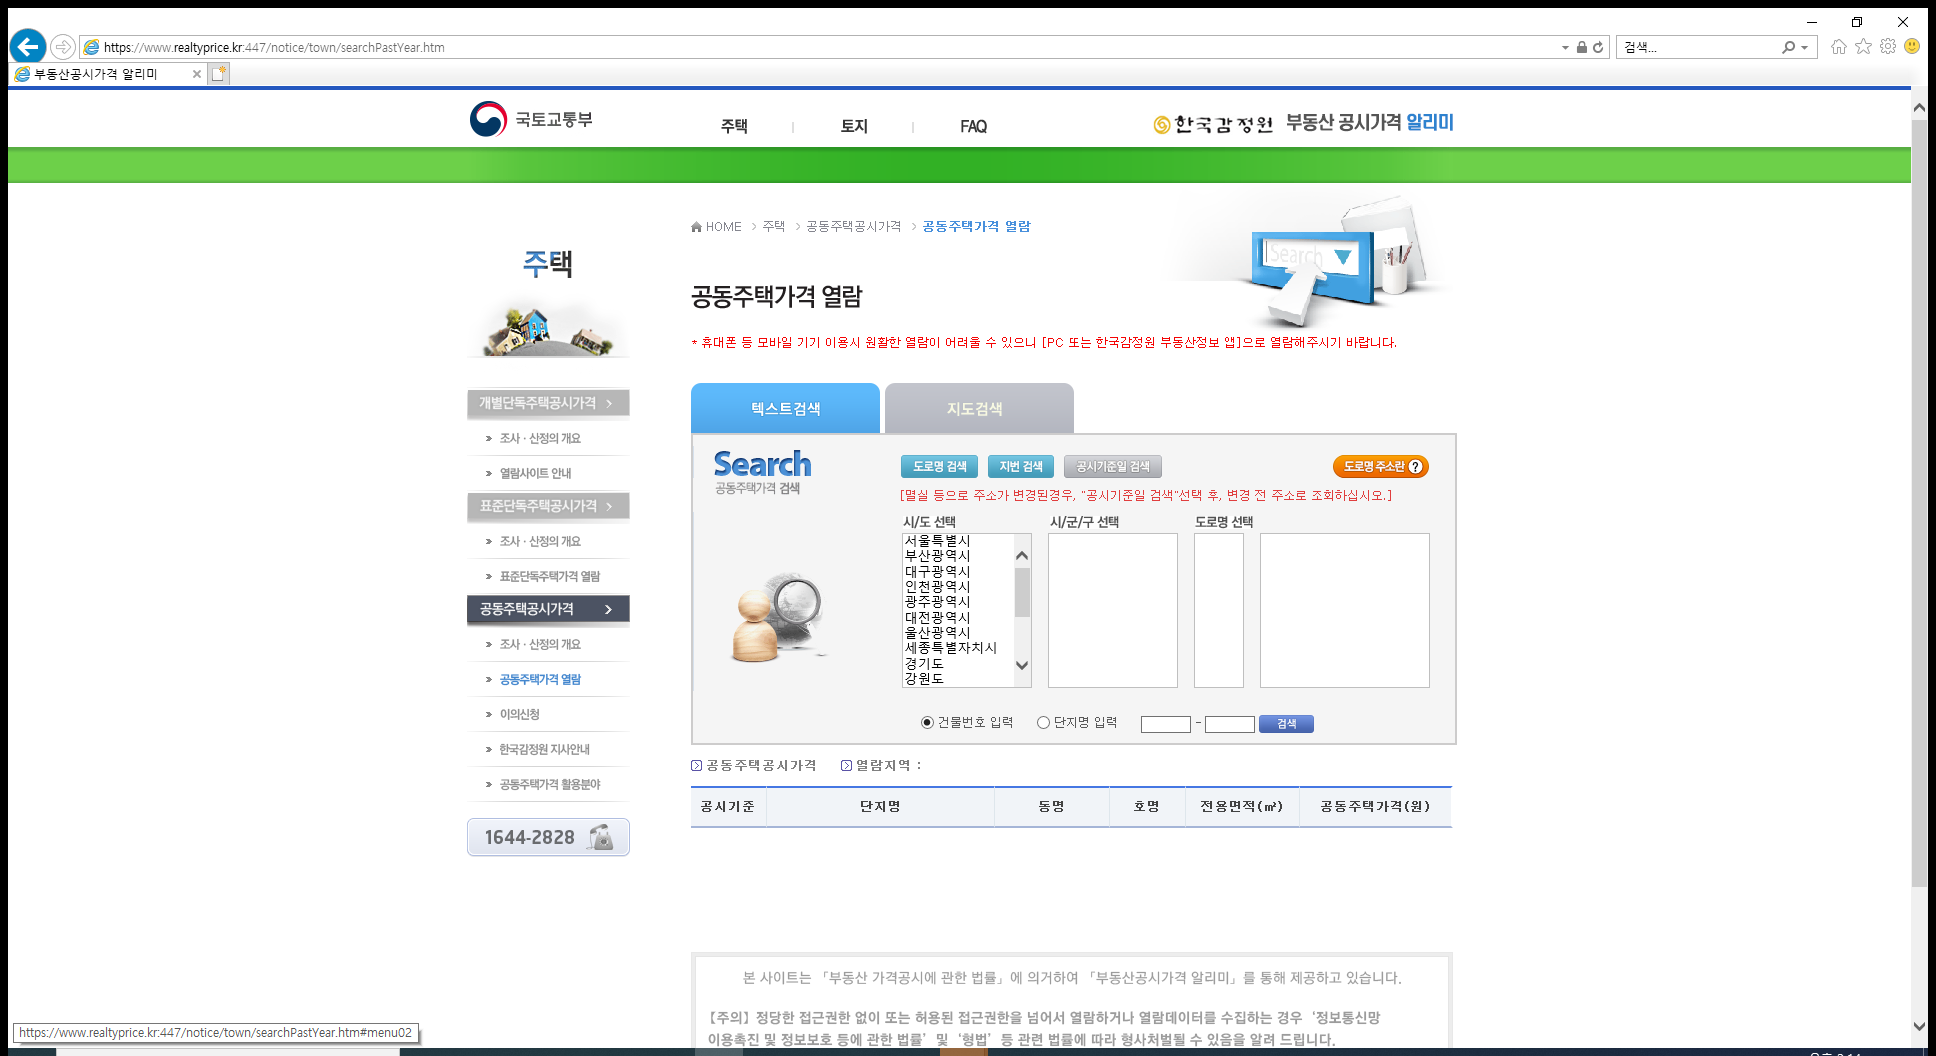 https://www.realtyprice.kr:447/notice/town/searchPastYear.htm
검색...
부동산공시가격 알리미
국토교통부
주택
토지
FAQ
한국감정원 부동산 공시가격 알리미
HOME > 주택 > 공동주택공시가격 > 공동주택가격 열람
주택
Search
공동주택가격 열람
* 휴대폰 등 모바일 기기 이용시 원활한 열람이 어려울 수 있으니 [PC 또는 한국감정원 부동산정보 앱]으로 열람해주시기 바랍니다.
개별단독주택공시가격 >
» 조사 · 산정의 개요
» 열람사이트 안내
표준단독주택공시가격 >
» 조사 · 산정의 개요
» 표준단독주택가격 열람
공동주택공시가격 >
» 조사 · 산정의 개요
» 공동주택가격 열람
» 이의신청
» 한국감정원 지사안내
» 공동주택가격 활용분야
1644-2828
텍스트검색
지도검색
Search
공동주택가격 검색
도로명 검색
지번 검색
공시기준일 검색
도로명 주소란 ?
[멸실 등으로 주소가 변경된경우, "공시기준일 검색"선택 후, 변경 전 주소로 조회하십시오.]
시/도 선택
시/군/구 선택
도로명 선택
서울특별시
부산광역시
대구광역시
인천광역시
광주광역시
대전광역시
울산광역시
세종특별자치시
경기도
강원도
건물번호 입력
단지명 입력
-
검색
공동주택공시가격
열람지역 :
공시기준
단지명
동명
호명
전용면적(㎡)
공동주택가격(원)
본 사이트는 「부동산 가격공시에 관한 법률」에 의거하여 「부동산공시가격 알리미」를 통해 제공하고 있습니다.
【주의】 정당한 접근권한 없이 또는 허용된 접근권한을 넘어서 열람하거나 열람데이터를 수집하는 경우 ‘정보통신망
이용촉진 및 정보보호 등에 관한 법률’ 및 ‘형법’ 등 관련 법률에 따라 형사처벌될 수 있음을 알려 드립니다.
https://www.realtyprice.kr:447/notice/town/searchPastYear.htm#menu02